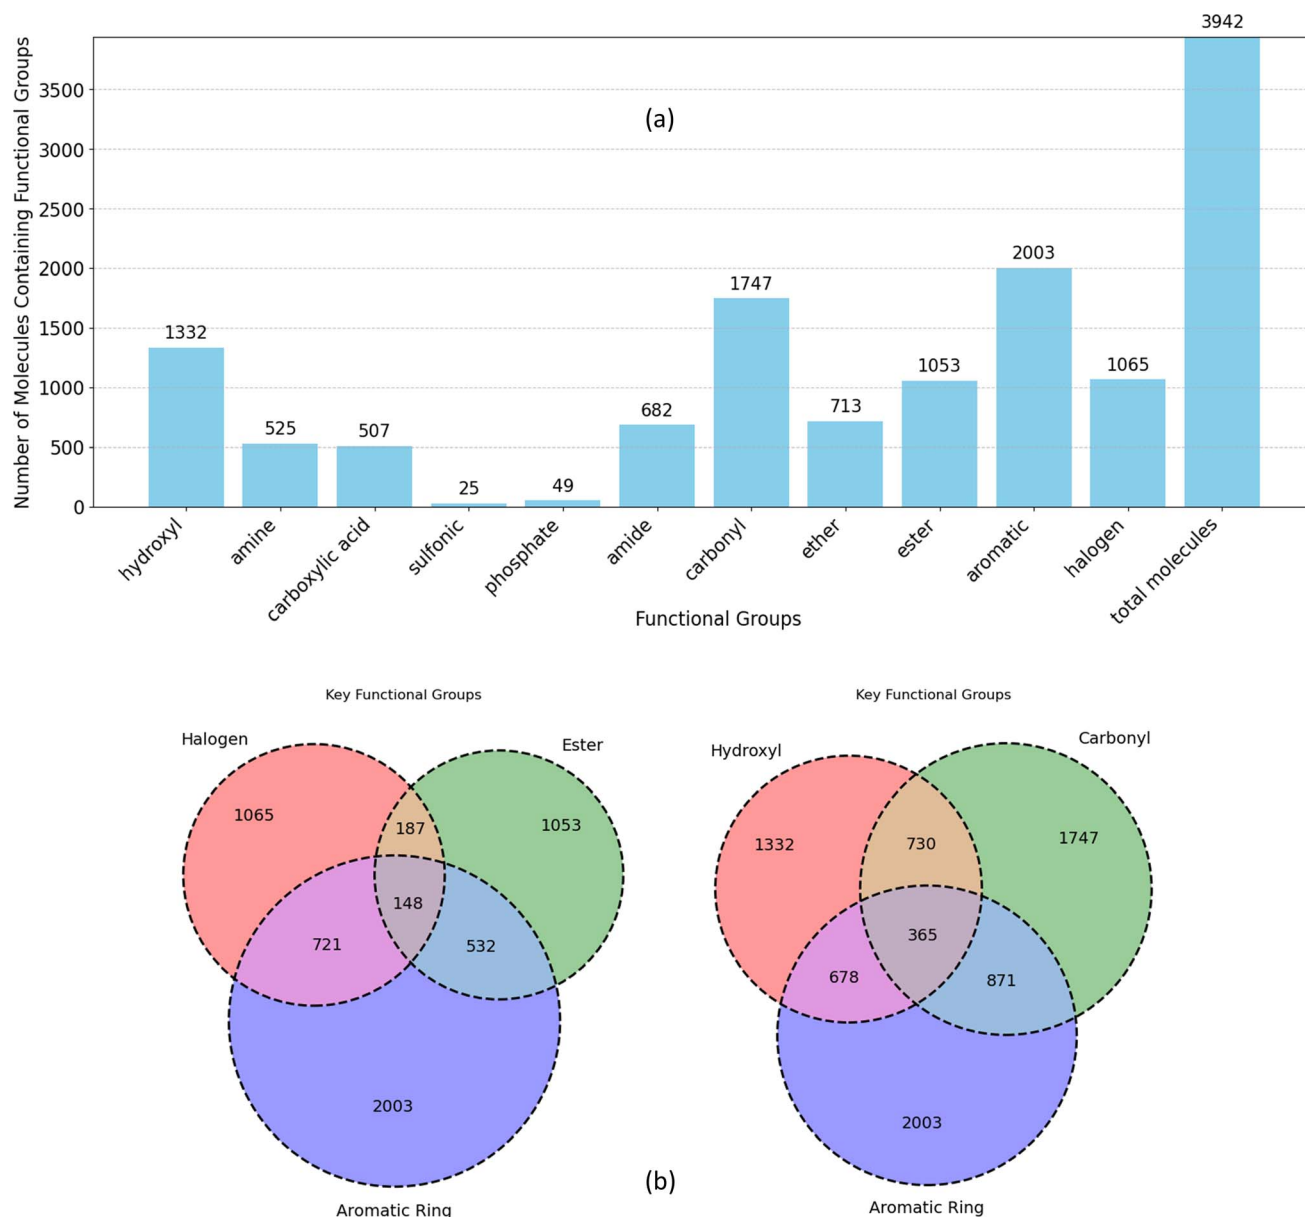 3942
Number of Molecules Containing Functional Groups
3500
3000
2500
2000
1500
1000
500
0
(a)
1332
525
507
25
49
682
1747
713
1053
2003
1065
hydroxyl
amine
carboxylic acid
sulfonic
phosphate
amide
carbonyl
ether
ester
aromatic
halogen
total molecules
Functional Groups
Key Functional Groups
Halogen
Ester
1065
187
1053
148
721
532
2003
Aromatic Ring
Key Functional Groups
Hydroxyl
Carbonyl
1332
730
1747
365
678
871
2003
Aromatic Ring
(b)